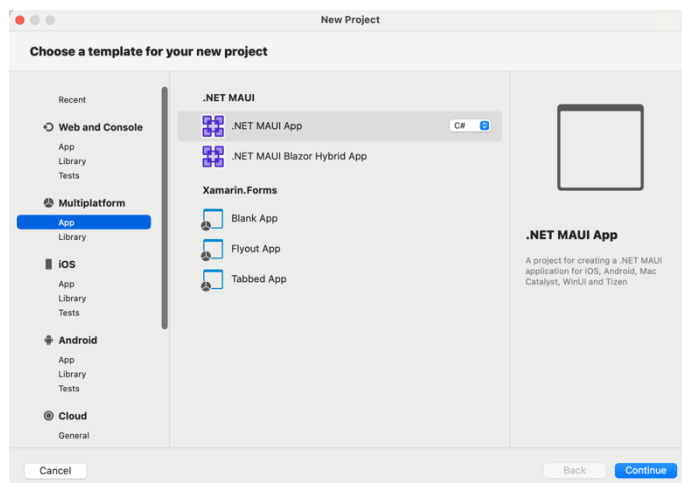 New Project
Choose a template for your new project
Recent
Web and Console
App
Library
Tests
Multiplatform
App
Library
iOS
App
Library
Tests
Android
App
Library
Tests
Cloud
General
.NET MAUI
.NET MAUI App
C#
.NET MAUI Blazor Hybrid App
Xamarin.Forms
Blank App
Flyout App
Tabbed App
.NET MAUI App
A project for creating a .NET MAUI
application for iOS, Android, Mac
Catalyst, WinUI and Tizen
Cancel
Back
Continue